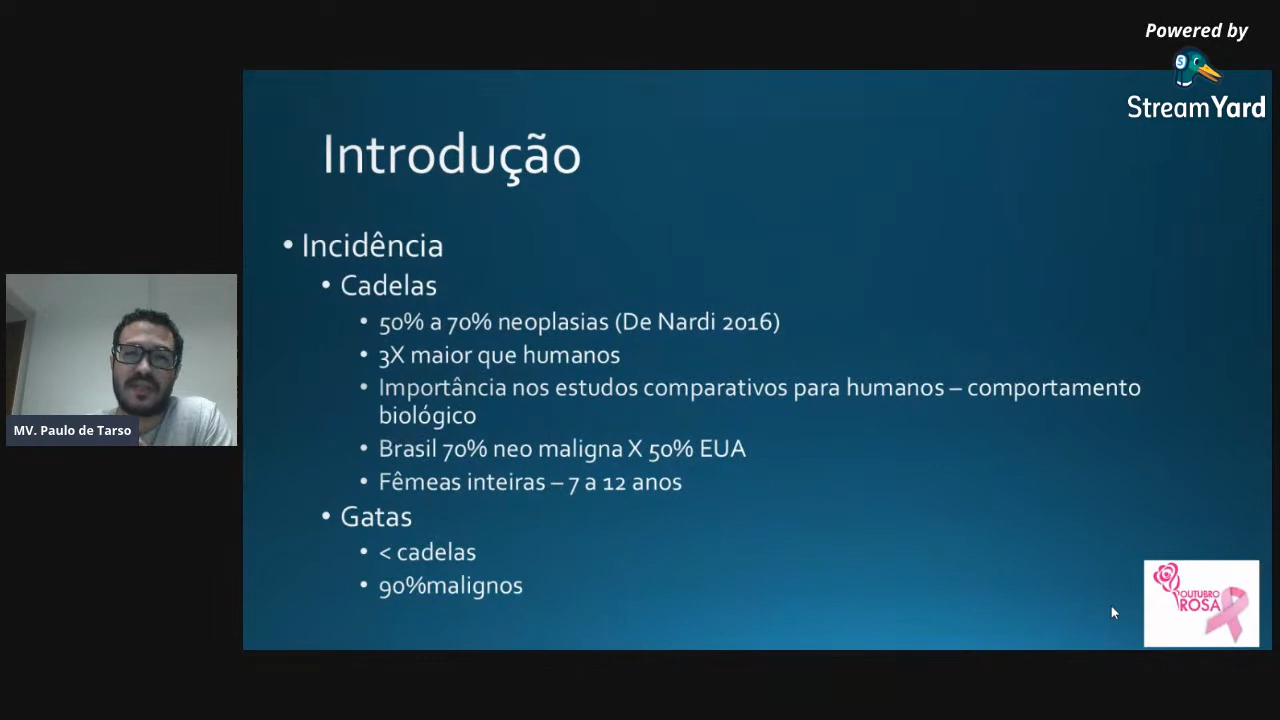 Powered by
StreamYard
Introdução
• Incidência
• Cadelas
• 50% a 70% neoplasias (De Nardi 2016)
• 3X maior que humanos
• Importância nos estudos comparativos para humanos – comportamento
biológico
• Brasil 70% neo maligna X 50% EUA
• Fêmeas inteiras – 7 a 12 anos
• Gatas
• < cadelas
• 90%malignos
MV. Paulo de Tarso
OUTUBRO
ROSA